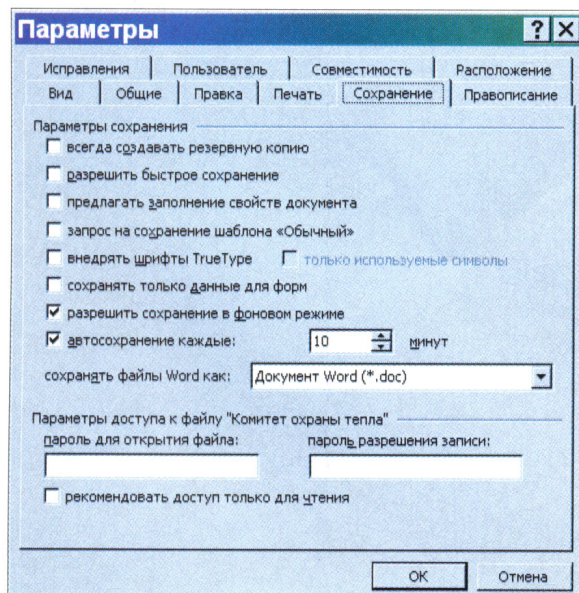 Параметры
Исправления Пользователь Совместимость Расположение
Вид Общие Правка Печать Сохранение Правописание
Параметры сохранения
всегда создавать резервную копию
разрешить быстрое сохранение
предлагать заполнение свойств документа
запрос на сохранение шаблона «Обычный»
внедрять шрифты TrueType только используемые символы
сохранять только данные для форм
разрешить сохранение в фоновом режиме
автосохранение каждые: 10 минут
сохранять файлы Word как: Документ Word (*.doc)
Параметры доступа к файлу "Комитет охраны тепла"
пароль для открытия файла: пароль разрешения записи:
рекомендовать доступ только для чтения
ОК Отмена